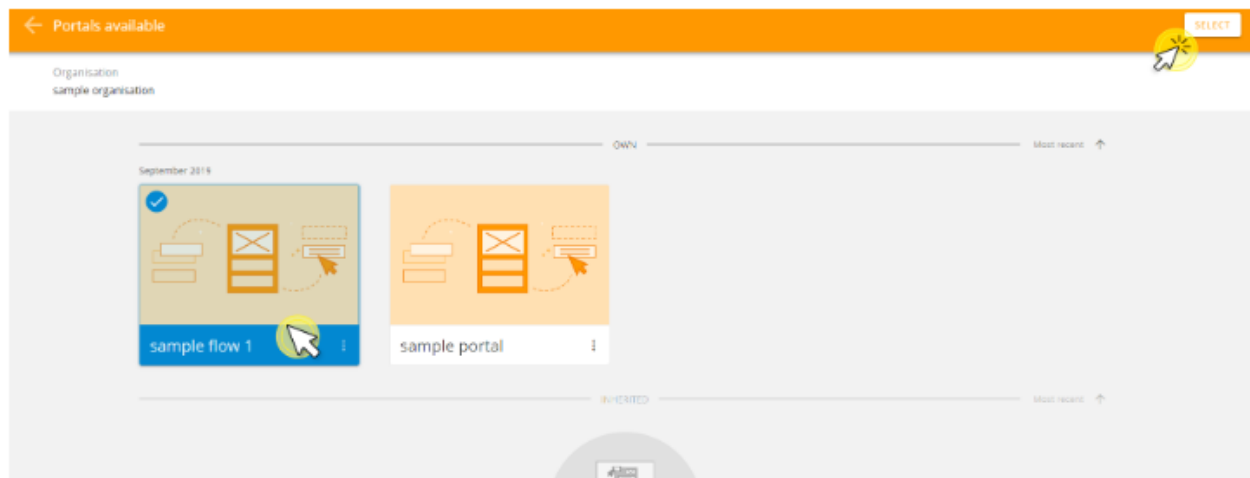 Portals available
SELECT
Organisation
sample organisation
OWN
Most recent
September 2019
sample flow 1
sample portal
INHERITED
Most recent